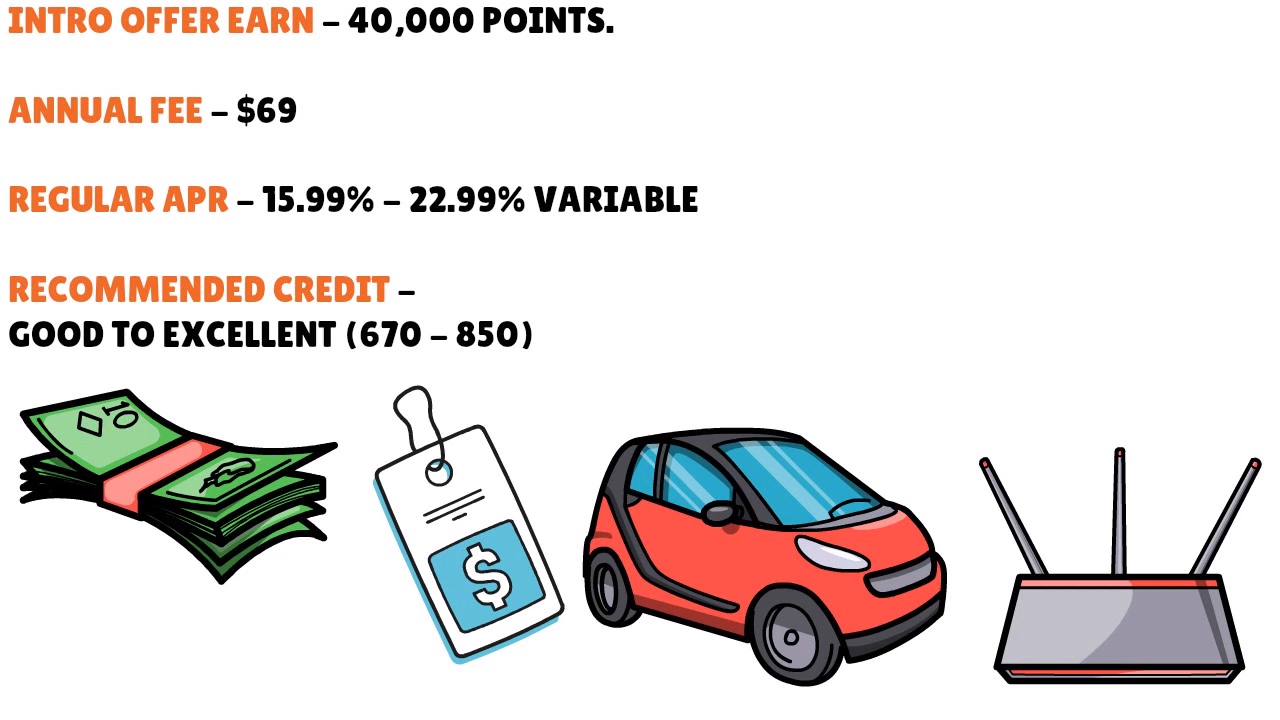 INTRO OFFER EARN – 40,000 POINTS.
ANNUAL FEE – $69
REGULAR APR – 15.99% – 22.99% VARIABLE
RECOMMENDED CREDIT –
GOOD TO EXCELLENT (670 – 850)
10
$